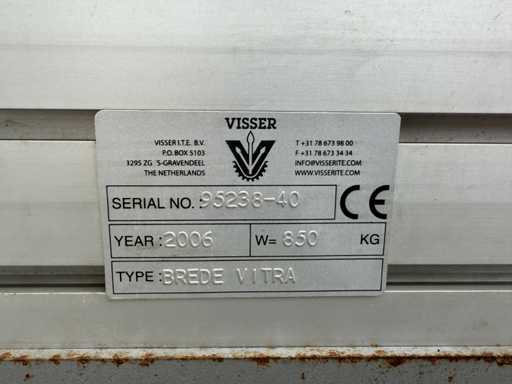 VISSER
VISSER I.T.E. B.V.
P.O. BOX 5103
3295 ZG 'S-GRAVENDEEL
THE NETHERLANDS
T +31 78 673 98 00
F +31 78 673 34 34
INFO@VISSERITE.COM
WWW.VISSERITE.COM
SERIAL NO. : 95238-40
CE
YEAR : 2006 W= 850 KG
TYPE : BREDE VITRA